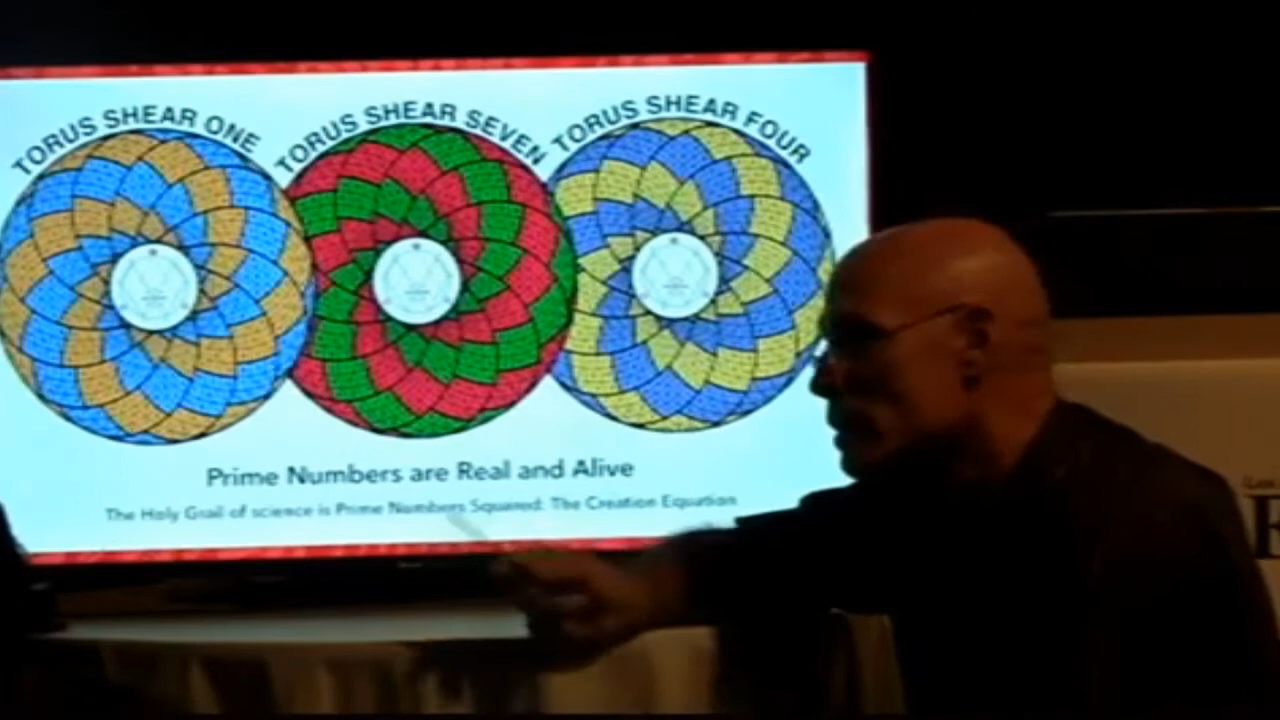 TORUS SHEAR ONE
TORUS SHEAR SEVEN
TORUS SHEAR FOUR
Prime Numbers are Real and Alive
The Holy Grail of science is Prime Numbers Squared: The Creation Equation